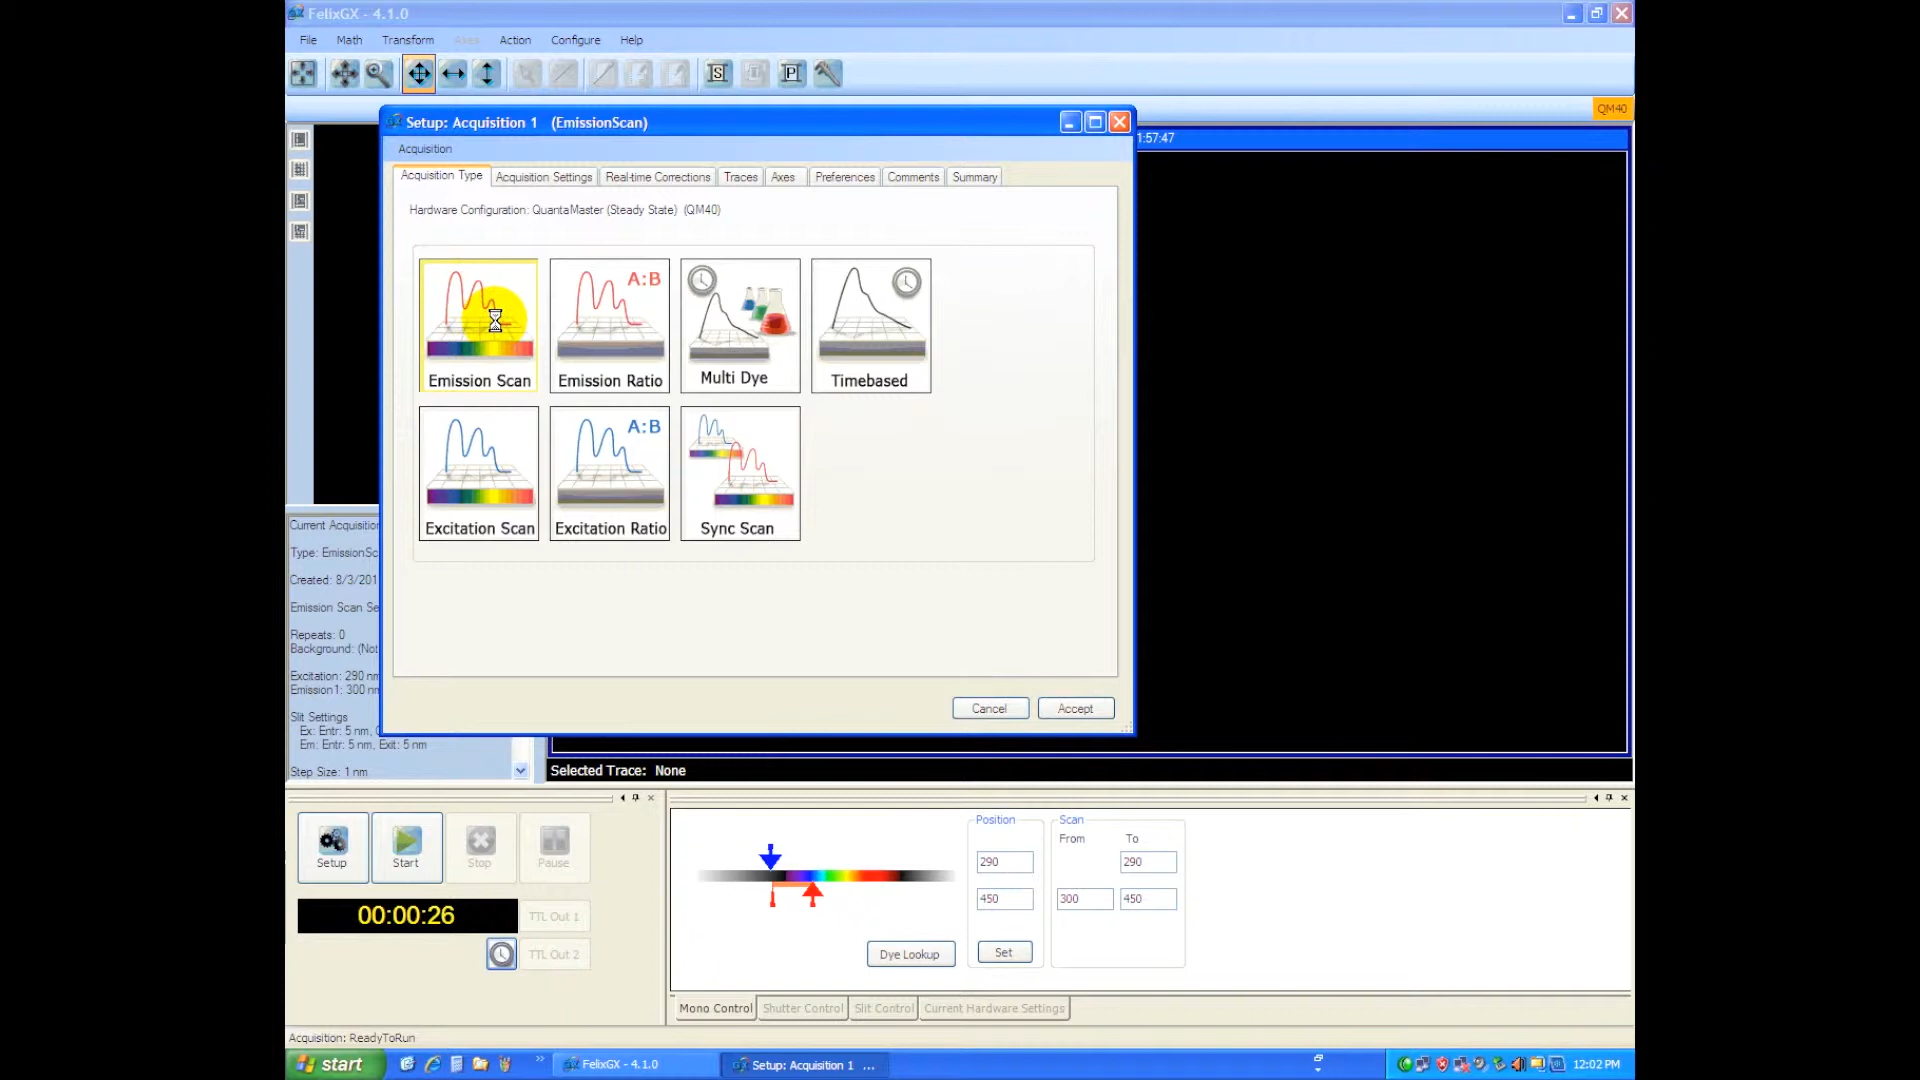 FelixGX - 4.1.0
File Math Transform Axes Action Configure Help
S P
QM40
Setup: Acquisition 1 (EmissionScan)
1:57:47
Acquisition
Acquisition Type Acquisition Settings Real-time Corrections Traces Axes Preferences Comments Summary
Hardware Configuration: QuantaMaster (Steady State) (QM40)
A:B
Emission Scan Emission Ratio Multi Dye Timebased
A:B
Excitation Scan Excitation Ratio Sync Scan
Current Acquisition
Type: EmissionSc
Created: 8/3/201
Emission Scan Se
Repeats: 0
Background: (Not
Excitation: 290 nm
Emission1: 300 nm
Slit Settings
Ex: Entr: 5 nm,
Em: Entr: 5 nm, Exit: 5 nm
Step Size: 1 nm
Cancel Accept
Selected Trace: None
Setup Start Stop Pause
00:00:26
TTL Out 1
TTL Out 2
Position Scan
From To
290 290
450 300 450
Dye Lookup Set
Mono Control Shutter Control Slit Control Current Hardware Settings
Acquisition: ReadyToRun
start FelixGX - 4.1.0 Setup: Acquisition 1 ... 12:02 PM